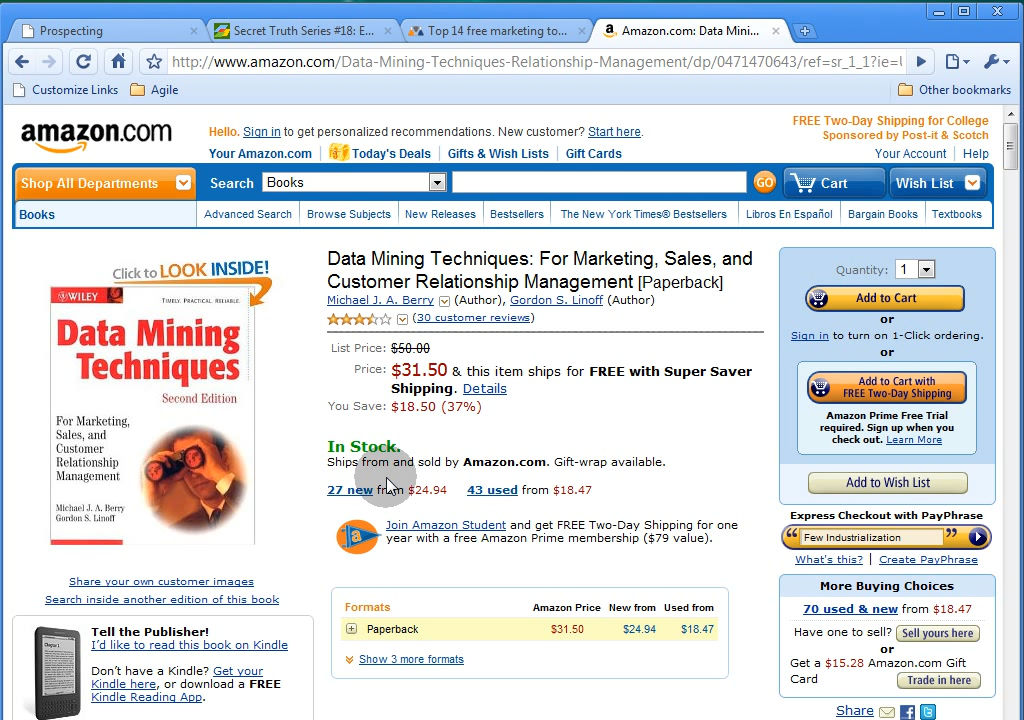 Prospecting
Secret Truth Series #18: E...
Top 14 free marketing to...
Amazon.com: Data Mini...
http://www.amazon.com/Data-Mining-Techniques-Relationship-Management/dp/0471470643/ref=sr_1_1?ie=U
Customize Links Agile Other bookmarks
amazon.com
Hello. Sign in to get personalized recommendations. New customer? Start here.
FREE Two-Day Shipping for College
Sponsored by Post-it & Scotch
Your Amazon.com Today's Deals Gifts & Wish Lists Gift Cards
Your Account Help
Shop All Departments Search Books GO Cart Wish List
Books Advanced Search Browse Subjects New Releases Bestsellers The New York Times® Bestsellers Libros En Español Bargain Books Textbooks
Click to LOOK INSIDE!
WILEY
TIMELY. PRACTICAL. RELIABLE.
Data Mining
Techniques
Second Edition
For Marketing,
Sales, and
Customer
Relationship
Management
Michael J. A. Berry
Gordon S. Linoff
Share your own customer images
Search inside another edition of this book
Tell the Publisher!
I'd like to read this book on Kindle
Don't have a Kindle? Get your
Kindle here, or download a FREE
Kindle Reading App.
Data Mining Techniques: For Marketing, Sales, and
Customer Relationship Management [Paperback]
Michael J. A. Berry (Author), Gordon S. Linoff (Author)
(30 customer reviews)
List Price: $50.00
Price: $31.50 & this item ships for FREE with Super Saver
Shipping. Details
You Save: $18.50 (37%)
In Stock.
Ships from and sold by Amazon.com. Gift-wrap available.
27 new from $24.94 43 used from $18.47
Join Amazon Student and get FREE Two-Day Shipping for one
year with a free Amazon Prime membership ($79 value).
Formats Amazon Price New from Used from
Paperback $31.50 $24.94 $18.47
Show 3 more formats
Quantity: 1
Add to Cart
or
Sign in to turn on 1-Click ordering.
or
Add to Cart with
FREE Two-Day Shipping
Amazon Prime Free Trial
required. Sign up when you
check out. Learn More
Add to Wish List
Express Checkout with PayPhrase
“ Few Industrialization ”
What's this? | Create PayPhrase
More Buying Choices
70 used & new from $18.47
Have one to sell? Sell yours here
or
Get a $15.28 Amazon.com Gift
Card Trade in here
Share